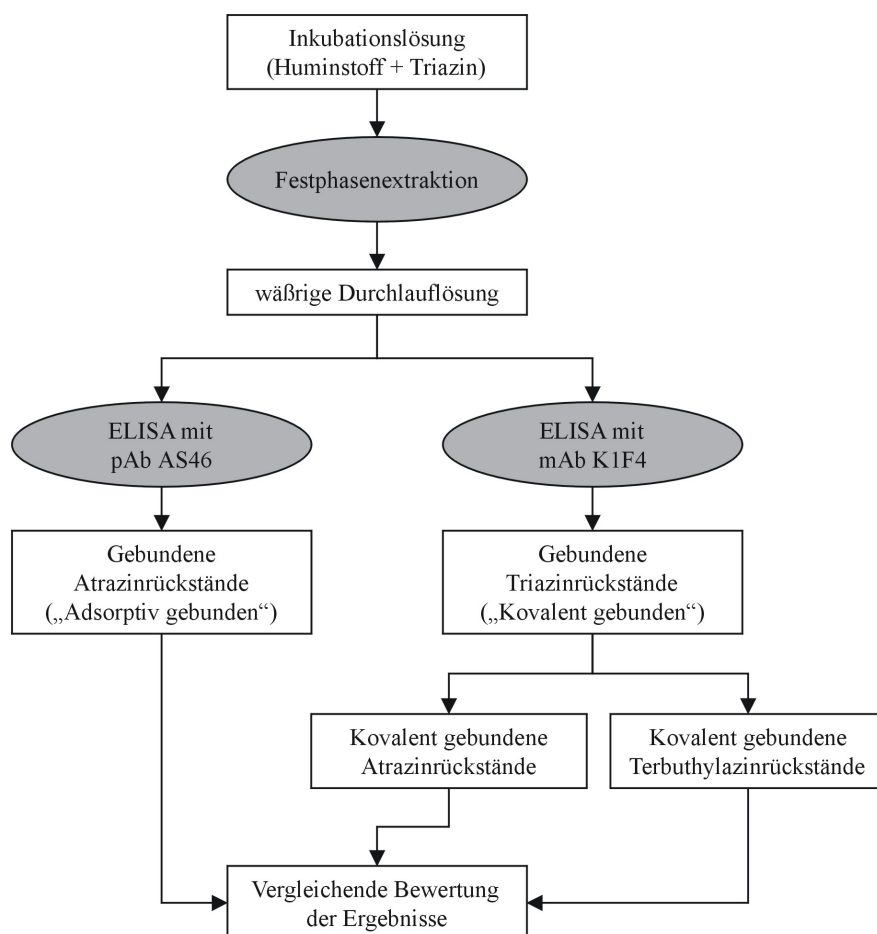 Inkubationslösung
(Huminstoff + Triazin)
Festphasenextraktion
wäßrige Durchlauflösung
ELISA mit
pAb AS46
ELISA mit
mAb K1F4
Gebundene
Atrazinrückstände
(„Adsorptiv gebunden“)
Gebundene
Triazinrückstände
(„Kovalent gebunden“)
Kovalent gebundene
Atrazinrückstände
Kovalent gebundene
Terbuthylazinrückstände
Vergleichende Bewertung
der Ergebnisse